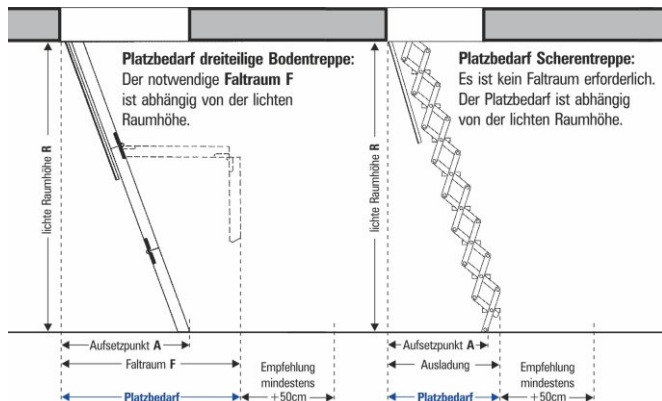 Platzbedarf dreiteilige Bodentreppe:
Der notwendige Faltraum F
ist abhängig von der lichten
Raumhöhe.
Platzbedarf Scherentreppe:
Es ist kein Faltraum erforderlich.
Der Platzbedarf ist abhängig
von der lichten Raumhöhe.
lichte Raumhöhe R
lichte Raumhöhe R
Aufsetzpunkt A
Faltraum F
Platzbedarf
Empfehlung
mindestens
+50cm
Aufsetzpunkt A
Ausladung
Platzbedarf
Empfehlung
mindestens
+50cm